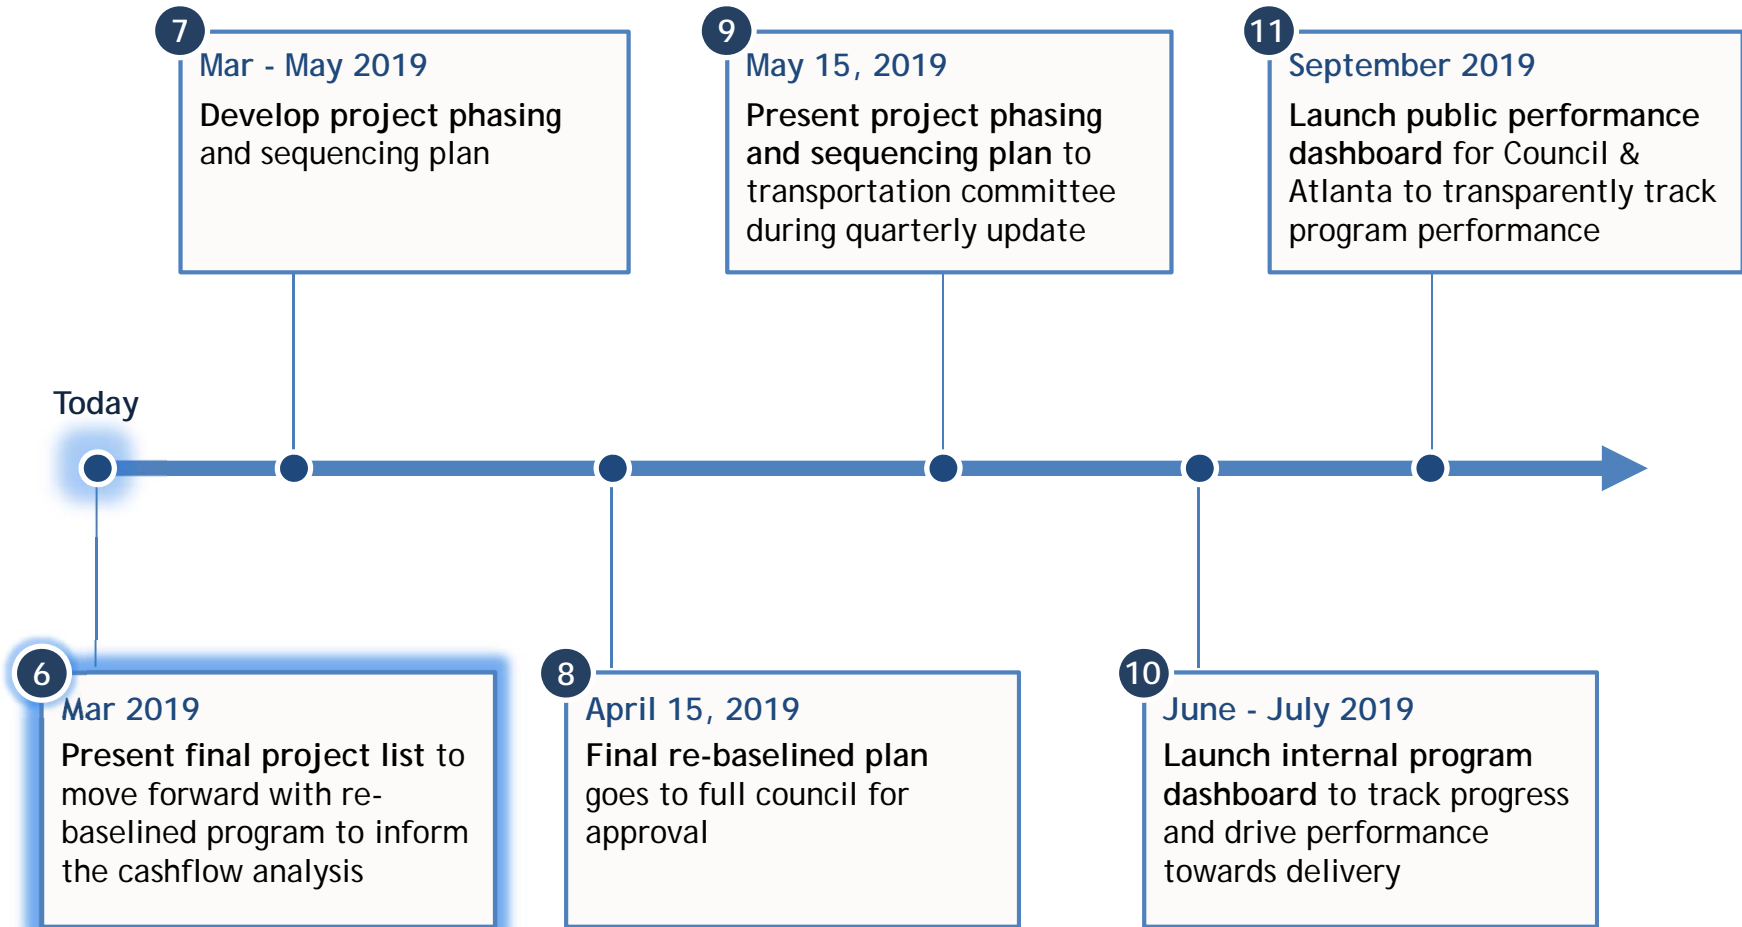 7
Mar - May 2019
Develop project phasing
and sequencing plan
9
May 15, 2019
Present project phasing
and sequencing plan to
transportation committee
during quarterly update
11
September 2019
Launch public performance
dashboard for Council &
Atlanta to transparently track
program performance
Today
6
Mar 2019
Present final project list to
move forward with re-
baselined program to inform
the cashflow analysis
8
April 15, 2019
Final re-baselined plan
goes to full council for
approval
10
June - July 2019
Launch internal program
dashboard to track progress
and drive performance
towards delivery